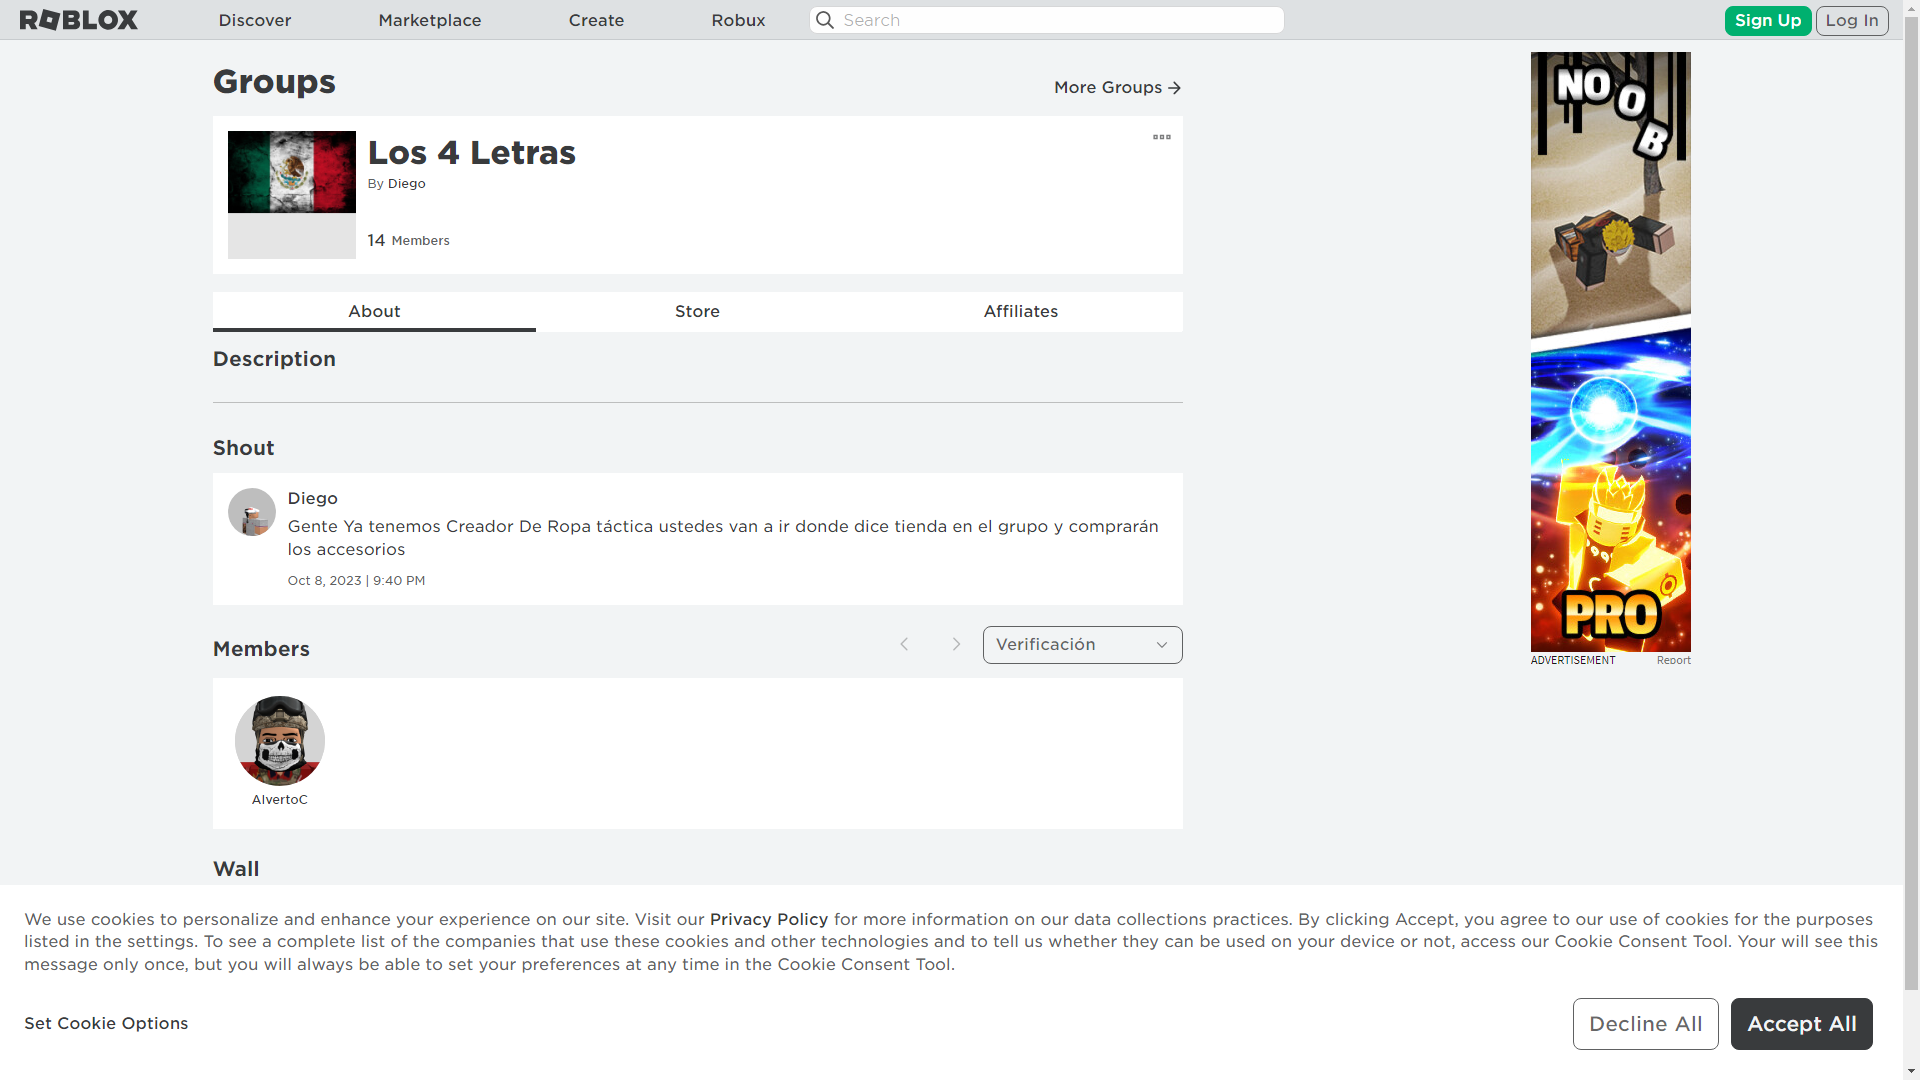 ROBLOX
Discover
Marketplace
Create
Robux
Search
Sign Up
Log In
Groups
More Groups
Los 4 Letras
By Diego
14 Members
About
Store
Affiliates
Description
Shout
Diego
Gente Ya tenemos Creador De Ropa táctica ustedes van a ir donde dice tienda en el grupo y comprarán
los accesorios
Oct 8, 2023 | 9:40 PM
Members
Verificación
AlvertoC
Wall
NOOB
PRO
ADVERTISEMENT
Report
We use cookies to personalize and enhance your experience on our site. Visit our Privacy Policy for more information on our data collections practices. By clicking Accept, you agree to our use of cookies for the purposes
listed in the settings. To see a complete list of the companies that use these cookies and other technologies and to tell us whether they can be used on your device or not, access our Cookie Consent Tool. Your will see this
message only once, but you will always be able to set your preferences at any time in the Cookie Consent Tool.
Set Cookie Options
Decline All
Accept All